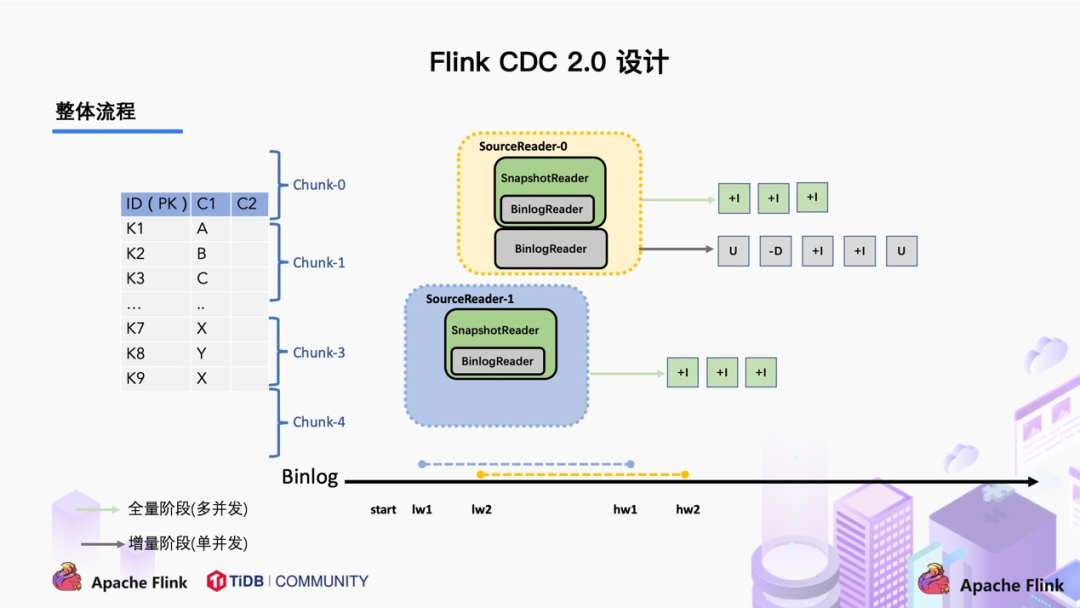 Flink CDC 2.0 设计
整体流程
ID ( PK ) C1 C2
K1 A
K2 B
K3 C
... ..
K7 X
K8 Y
K9 X
Chunk-0
Chunk-1
Chunk-3
Chunk-4
SourceReader-0
SnapshotReader
BinlogReader
BinlogReader
+I +I +I
U -D +I +I U
SourceReader-1
SnapshotReader
BinlogReader
+I +I +I
Binlog
start lw1 lw2 hw1 hw2
全量阶段(多并发)
增量阶段(单并发)
Apache Flink
TiDB | COMMUNITY
Apache Flink